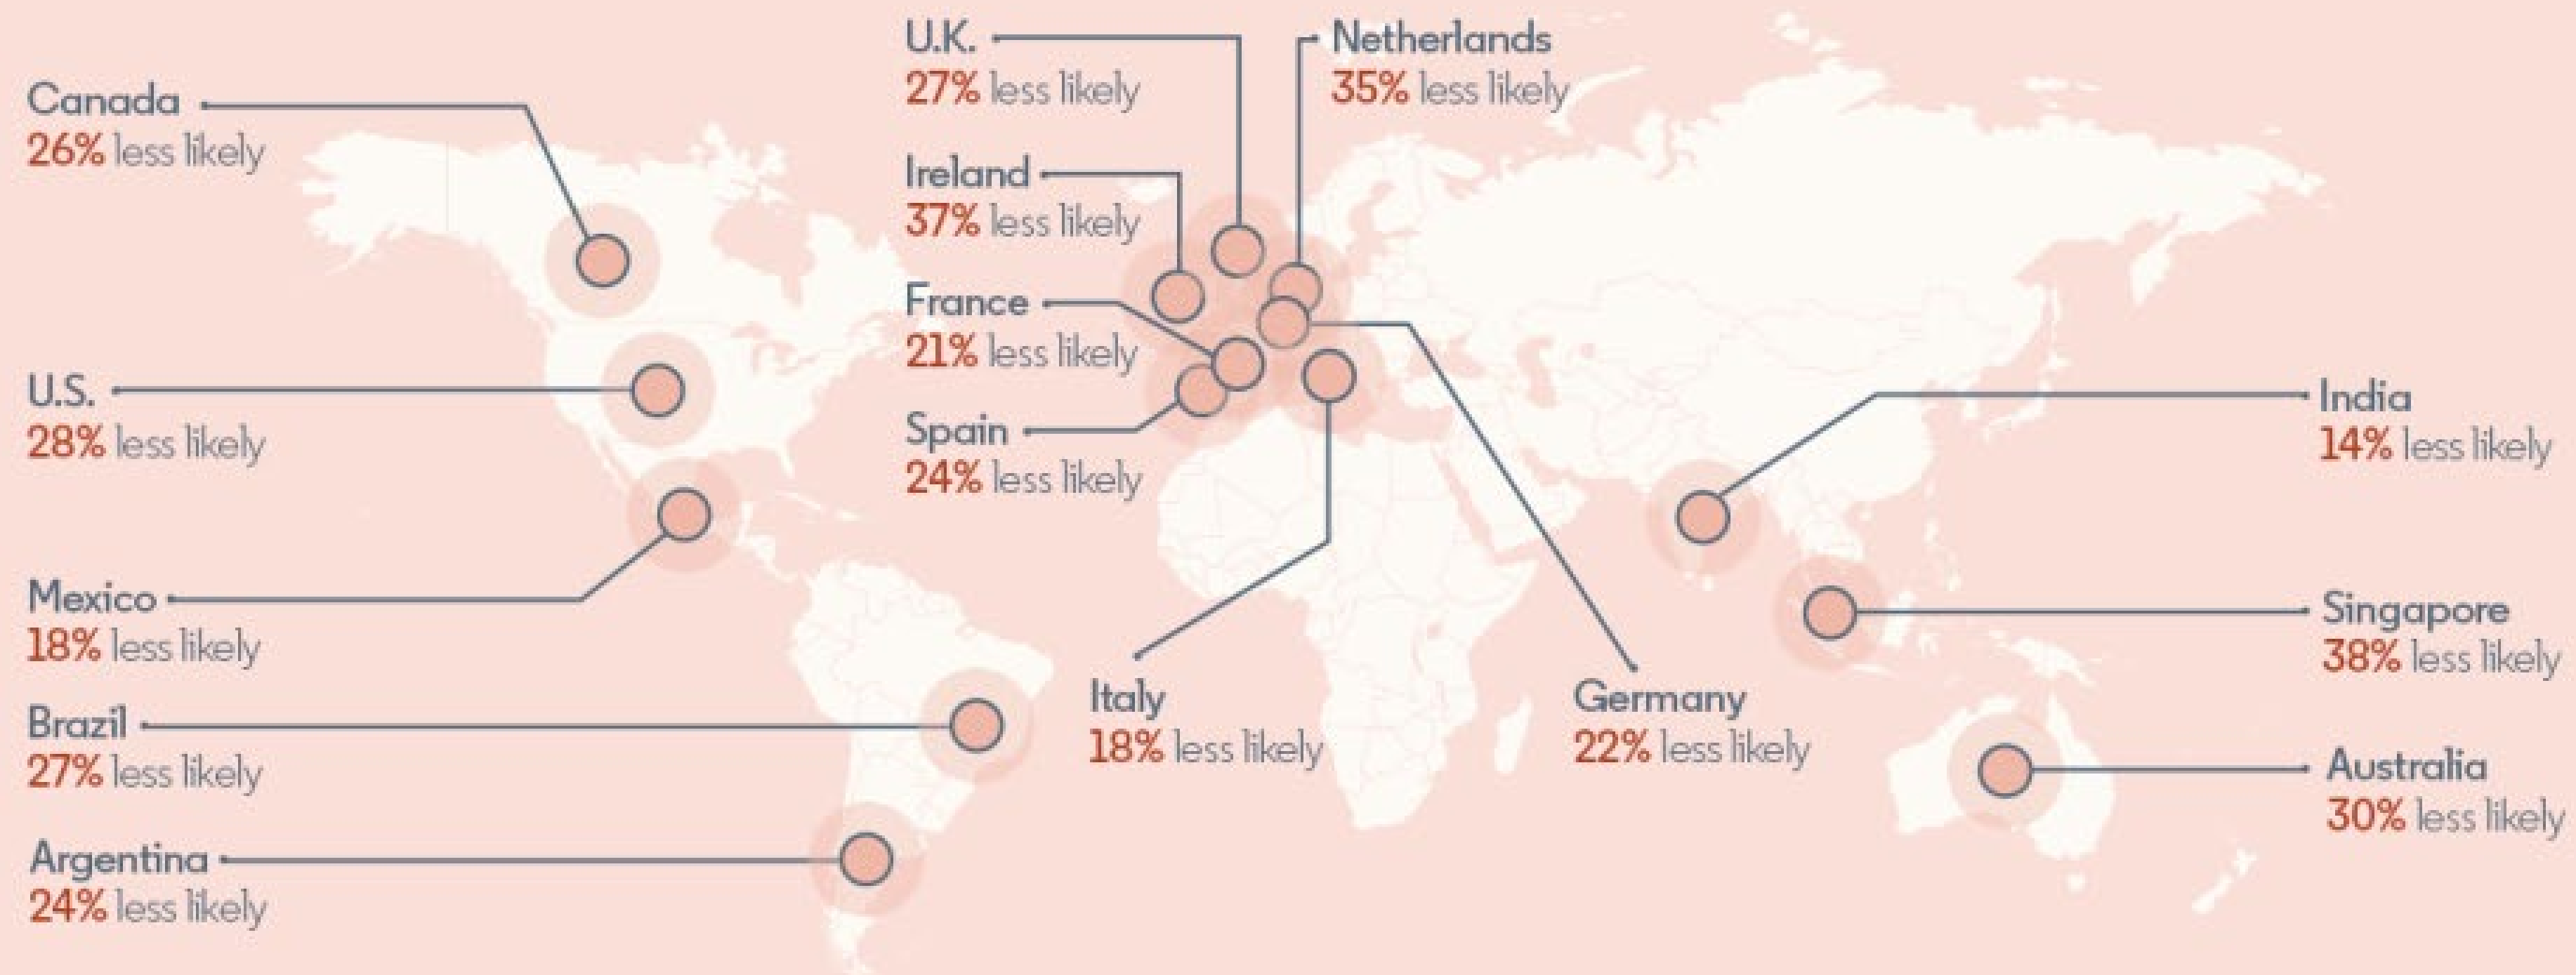 Canada
26% less likely
U.S.
28% less likely
Mexico
18% less likely
Brazil
27% less likely
Argentina
24% less likely
U.K.
27% less likely
Ireland
37% less likely
France
21% less likely
Spain
24% less likely
Netherlands
35% less likely
Italy
18% less likely
Germany
22% less likely
India
14% less likely
Singapore
38% less likely
Australia
30% less likely